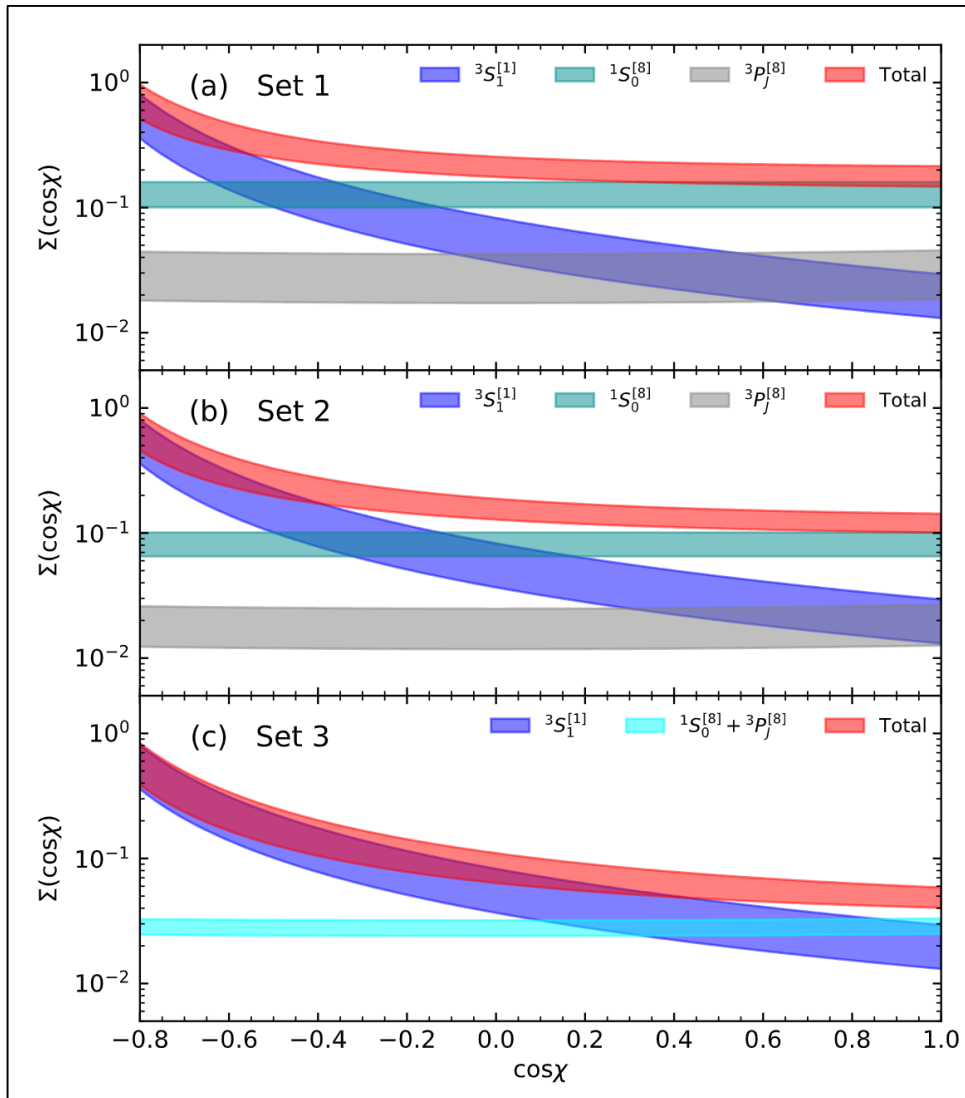 (a) Set 1 ³S₁^[1] ¹S₀^[8] ³P_J^[8] Total
10⁰
10⁻¹
10⁻²
Σ(cosχ)
(b) Set 2 ³S₁^[1] ¹S₀^[8] ³P_J^[8] Total
10⁰
10⁻¹
10⁻²
Σ(cosχ)
(c) Set 3 ³S₁^[1] ¹S₀^[8] + ³P_J^[8] Total
10⁰
10⁻¹
10⁻²
Σ(cosχ)
−0.8 −0.6 −0.4 −0.2 0.0 0.2 0.4 0.6 0.8 1.0
cosχ